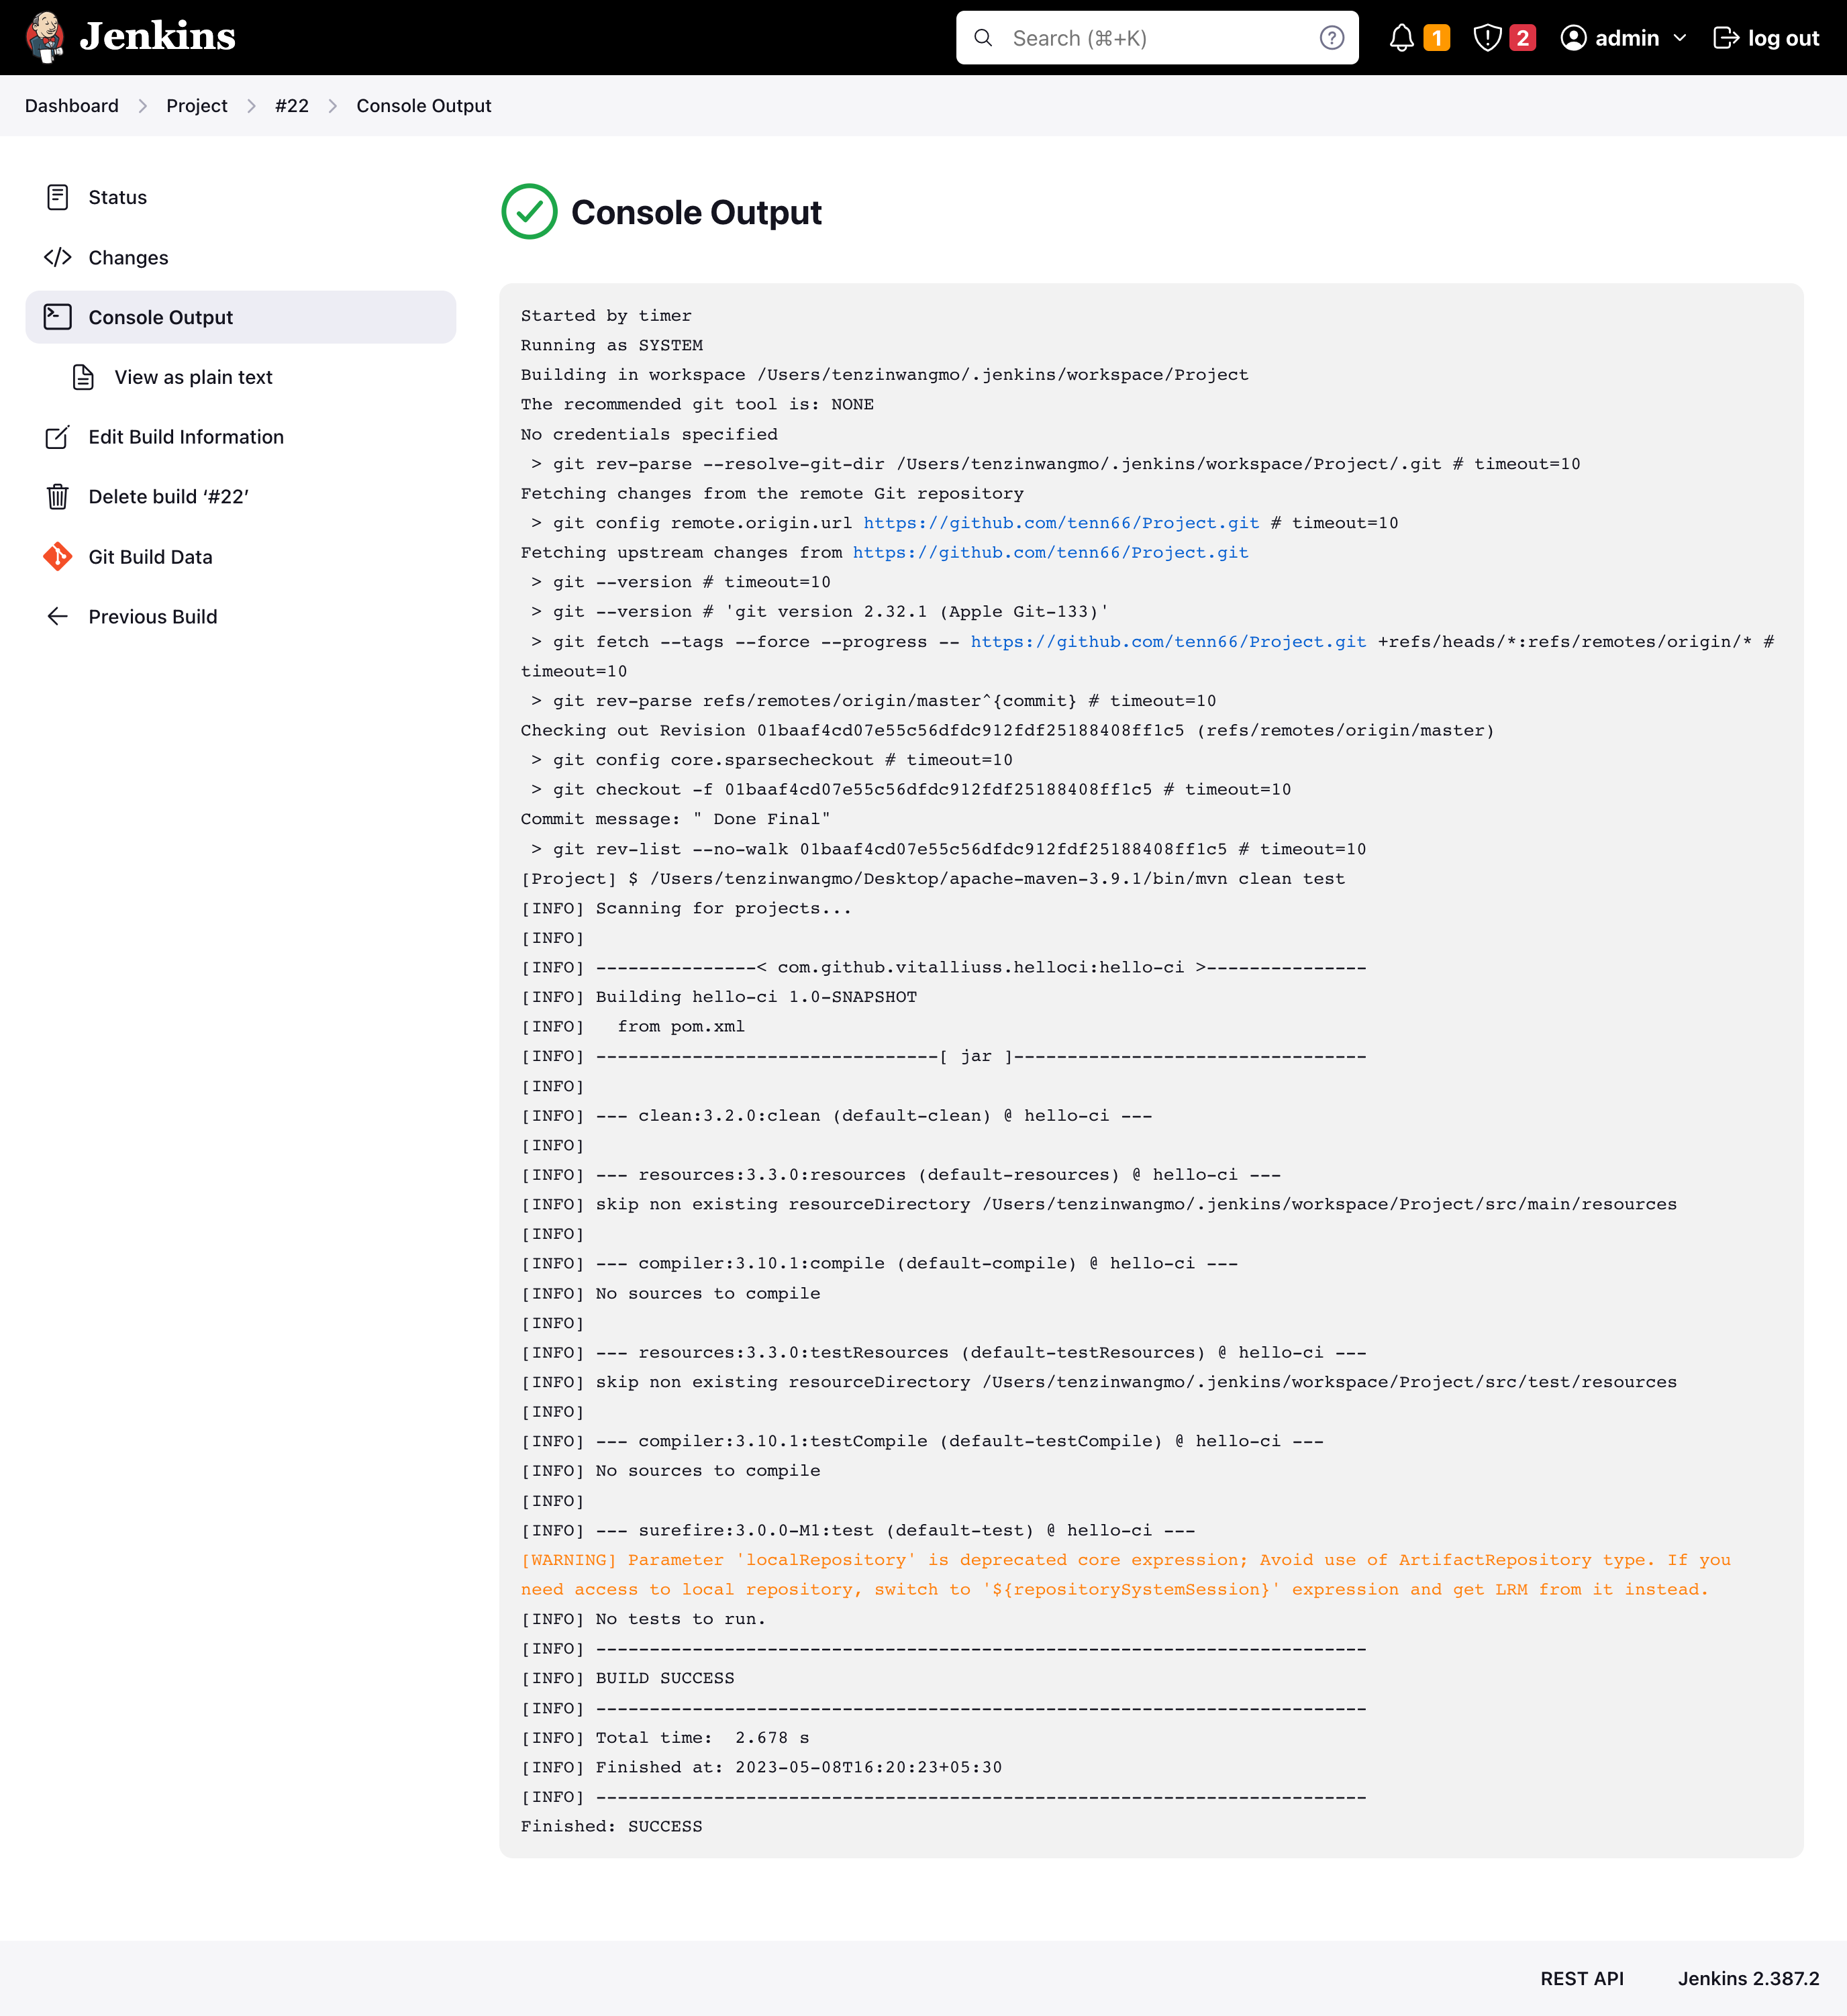 Jenkins
Search (⌘+K)
1
2
admin
log out
Dashboard
Project
#22
Console Output
Status
Changes
Console Output
View as plain text
Edit Build Information
Delete build ‘#22’
Git Build Data
Previous Build
Console Output
Started by timer
Running as SYSTEM
Building in workspace /Users/tenzinwangmo/.jenkins/workspace/Project
The recommended git tool is: NONE
No credentials specified
 > git rev-parse --resolve-git-dir /Users/tenzinwangmo/.jenkins/workspace/Project/.git # timeout=10
Fetching changes from the remote Git repository
 > git config remote.origin.url https://github.com/tenn66/Project.git # timeout=10
Fetching upstream changes from https://github.com/tenn66/Project.git
 > git --version # timeout=10
 > git --version # 'git version 2.32.1 (Apple Git-133)'
 > git fetch --tags --force --progress -- https://github.com/tenn66/Project.git +refs/heads/*:refs/remotes/origin/* #
timeout=10
 > git rev-parse refs/remotes/origin/master^{commit} # timeout=10
Checking out Revision 01baaf4cd07e55c56dfdc912fdf25188408ff1c5 (refs/remotes/origin/master)
 > git config core.sparsecheckout # timeout=10
 > git checkout -f 01baaf4cd07e55c56dfdc912fdf25188408ff1c5 # timeout=10
Commit message: " Done Final"
 > git rev-list --no-walk 01baaf4cd07e55c56dfdc912fdf25188408ff1c5 # timeout=10
[Project] $ /Users/tenzinwangmo/Desktop/apache-maven-3.9.1/bin/mvn clean test
[INFO] Scanning for projects...
[INFO]
[INFO] ---------------< com.github.vitalliuss.helloci:hello-ci >---------------
[INFO] Building hello-ci 1.0-SNAPSHOT
[INFO]   from pom.xml
[INFO] --------------------------------[ jar ]---------------------------------
[INFO]
[INFO] --- clean:3.2.0:clean (default-clean) @ hello-ci ---
[INFO]
[INFO] --- resources:3.3.0:resources (default-resources) @ hello-ci ---
[INFO] skip non existing resourceDirectory /Users/tenzinwangmo/.jenkins/workspace/Project/src/main/resources
[INFO]
[INFO] --- compiler:3.10.1:compile (default-compile) @ hello-ci ---
[INFO] No sources to compile
[INFO]
[INFO] --- resources:3.3.0:testResources (default-testResources) @ hello-ci ---
[INFO] skip non existing resourceDirectory /Users/tenzinwangmo/.jenkins/workspace/Project/src/test/resources
[INFO]
[INFO] --- compiler:3.10.1:testCompile (default-testCompile) @ hello-ci ---
[INFO] No sources to compile
[INFO]
[INFO] --- surefire:3.0.0-M1:test (default-test) @ hello-ci ---
[WARNING] Parameter 'localRepository' is deprecated core expression; Avoid use of ArtifactRepository type. If you
need access to local repository, switch to '${repositorySystemSession}' expression and get LRM from it instead.
[INFO] No tests to run.
[INFO] ------------------------------------------------------------------------
[INFO] BUILD SUCCESS
[INFO] ------------------------------------------------------------------------
[INFO] Total time:  2.678 s
[INFO] Finished at: 2023-05-08T16:20:23+05:30
[INFO] ------------------------------------------------------------------------
Finished: SUCCESS
REST API
Jenkins 2.387.2